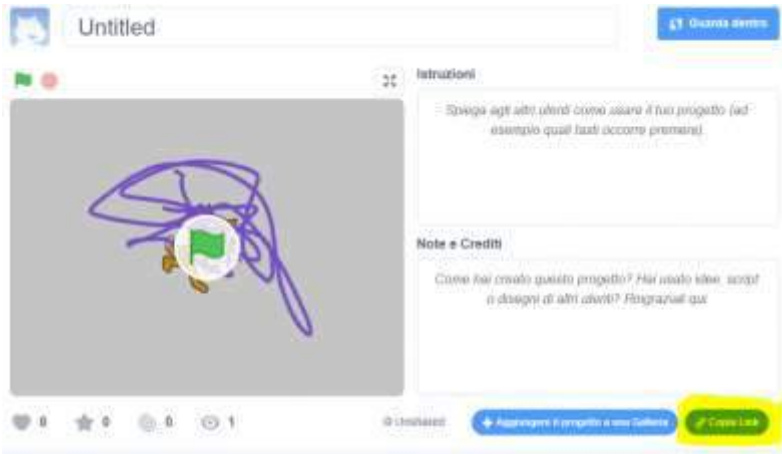 Untitled
Guarda dentro
Istruzioni
Spiega agli altri utenti come usare il tuo progetto (ad
esempio quali tasti occorre premere).
Note e Crediti
Come hai creato questo progetto? Hai usato idee, script
o disegni di altri utenti? Ringraziali qui.
0
0
0
1
Unshared
Aggiungere il progetto a una Galleria
Copia Link